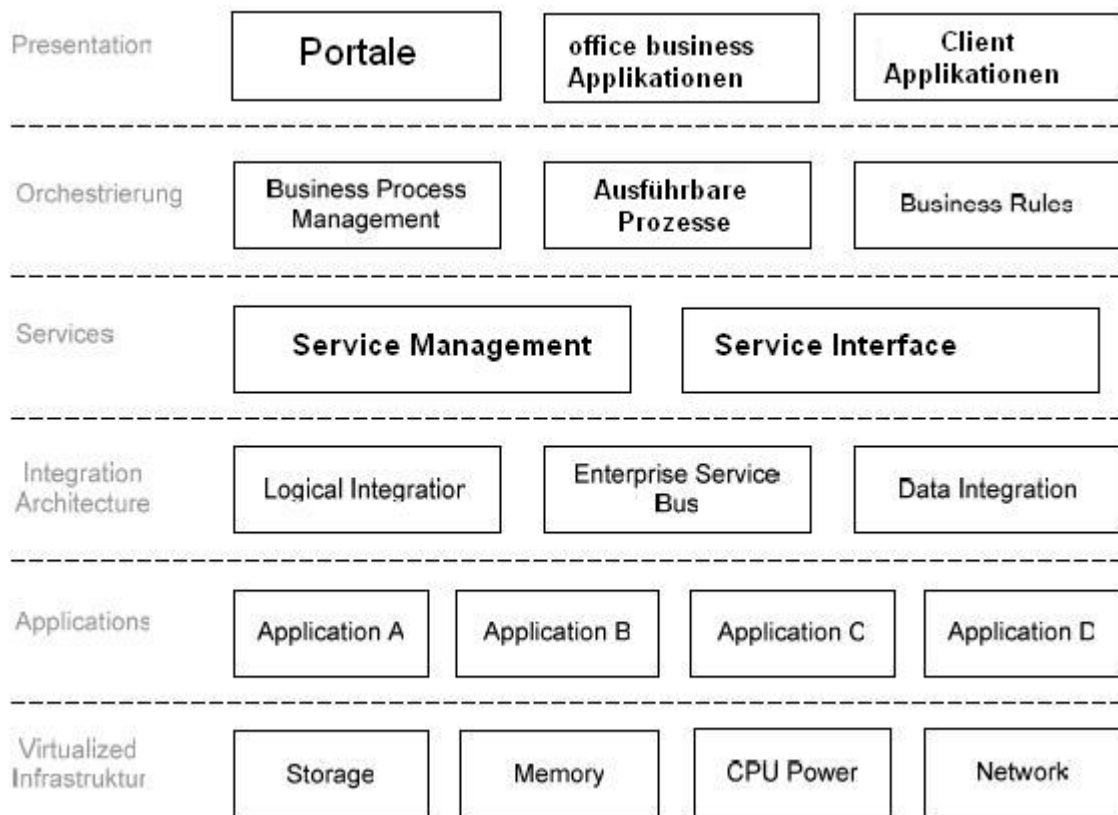 Presentation
Portale
office business
Applikationen
Client
Applikationen
Orchestrierung
Business Process
Management
Ausführbare
Prozesse
Business Rules
Services
Service Management
Service Interface
Integration
Architecture
Logical Integration
Enterprise Service
Bus
Data Integration
Applications
Application A
Application B
Application C
Application D
Virtualized
Infrastruktur
Storage
Memory
CPU Power
Network